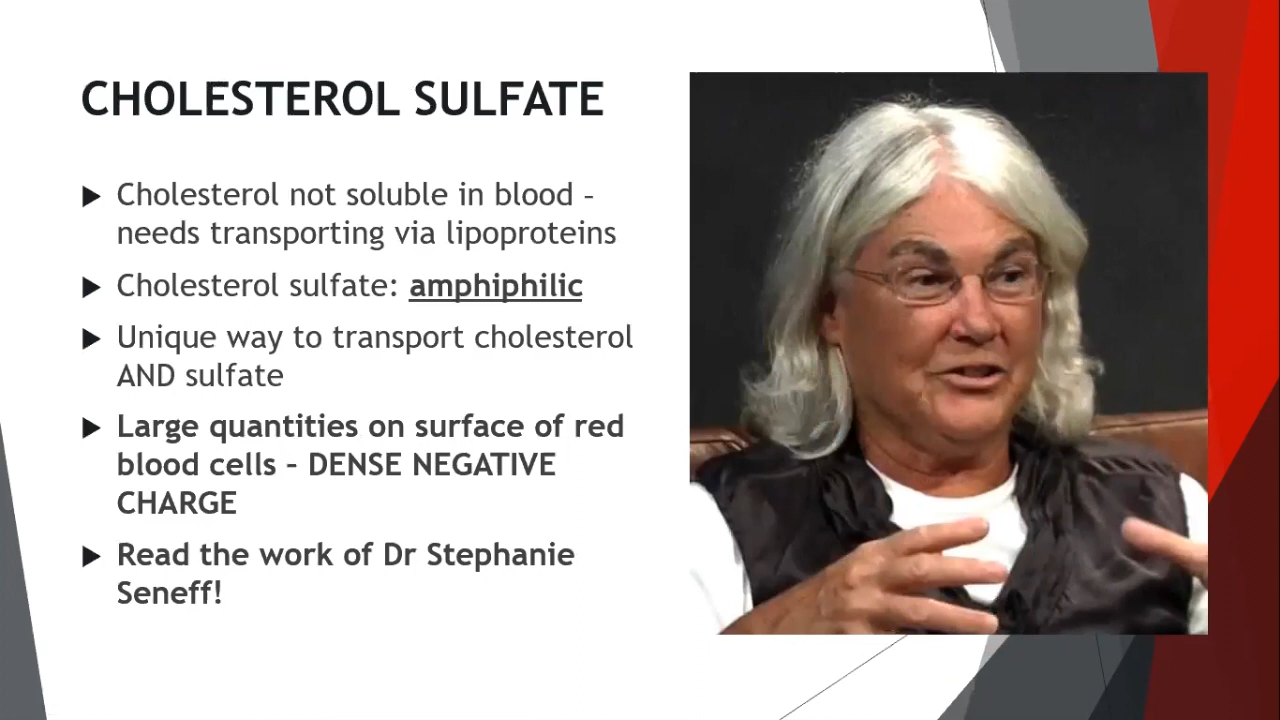 CHOLESTEROL SULFATE
Cholesterol not soluble in blood –
needs transporting via lipoproteins
Cholesterol sulfate: amphiphilic
Unique way to transport cholesterol
AND sulfate
Large quantities on surface of red
blood cells – DENSE NEGATIVE
CHARGE
Read the work of Dr Stephanie
Seneff!